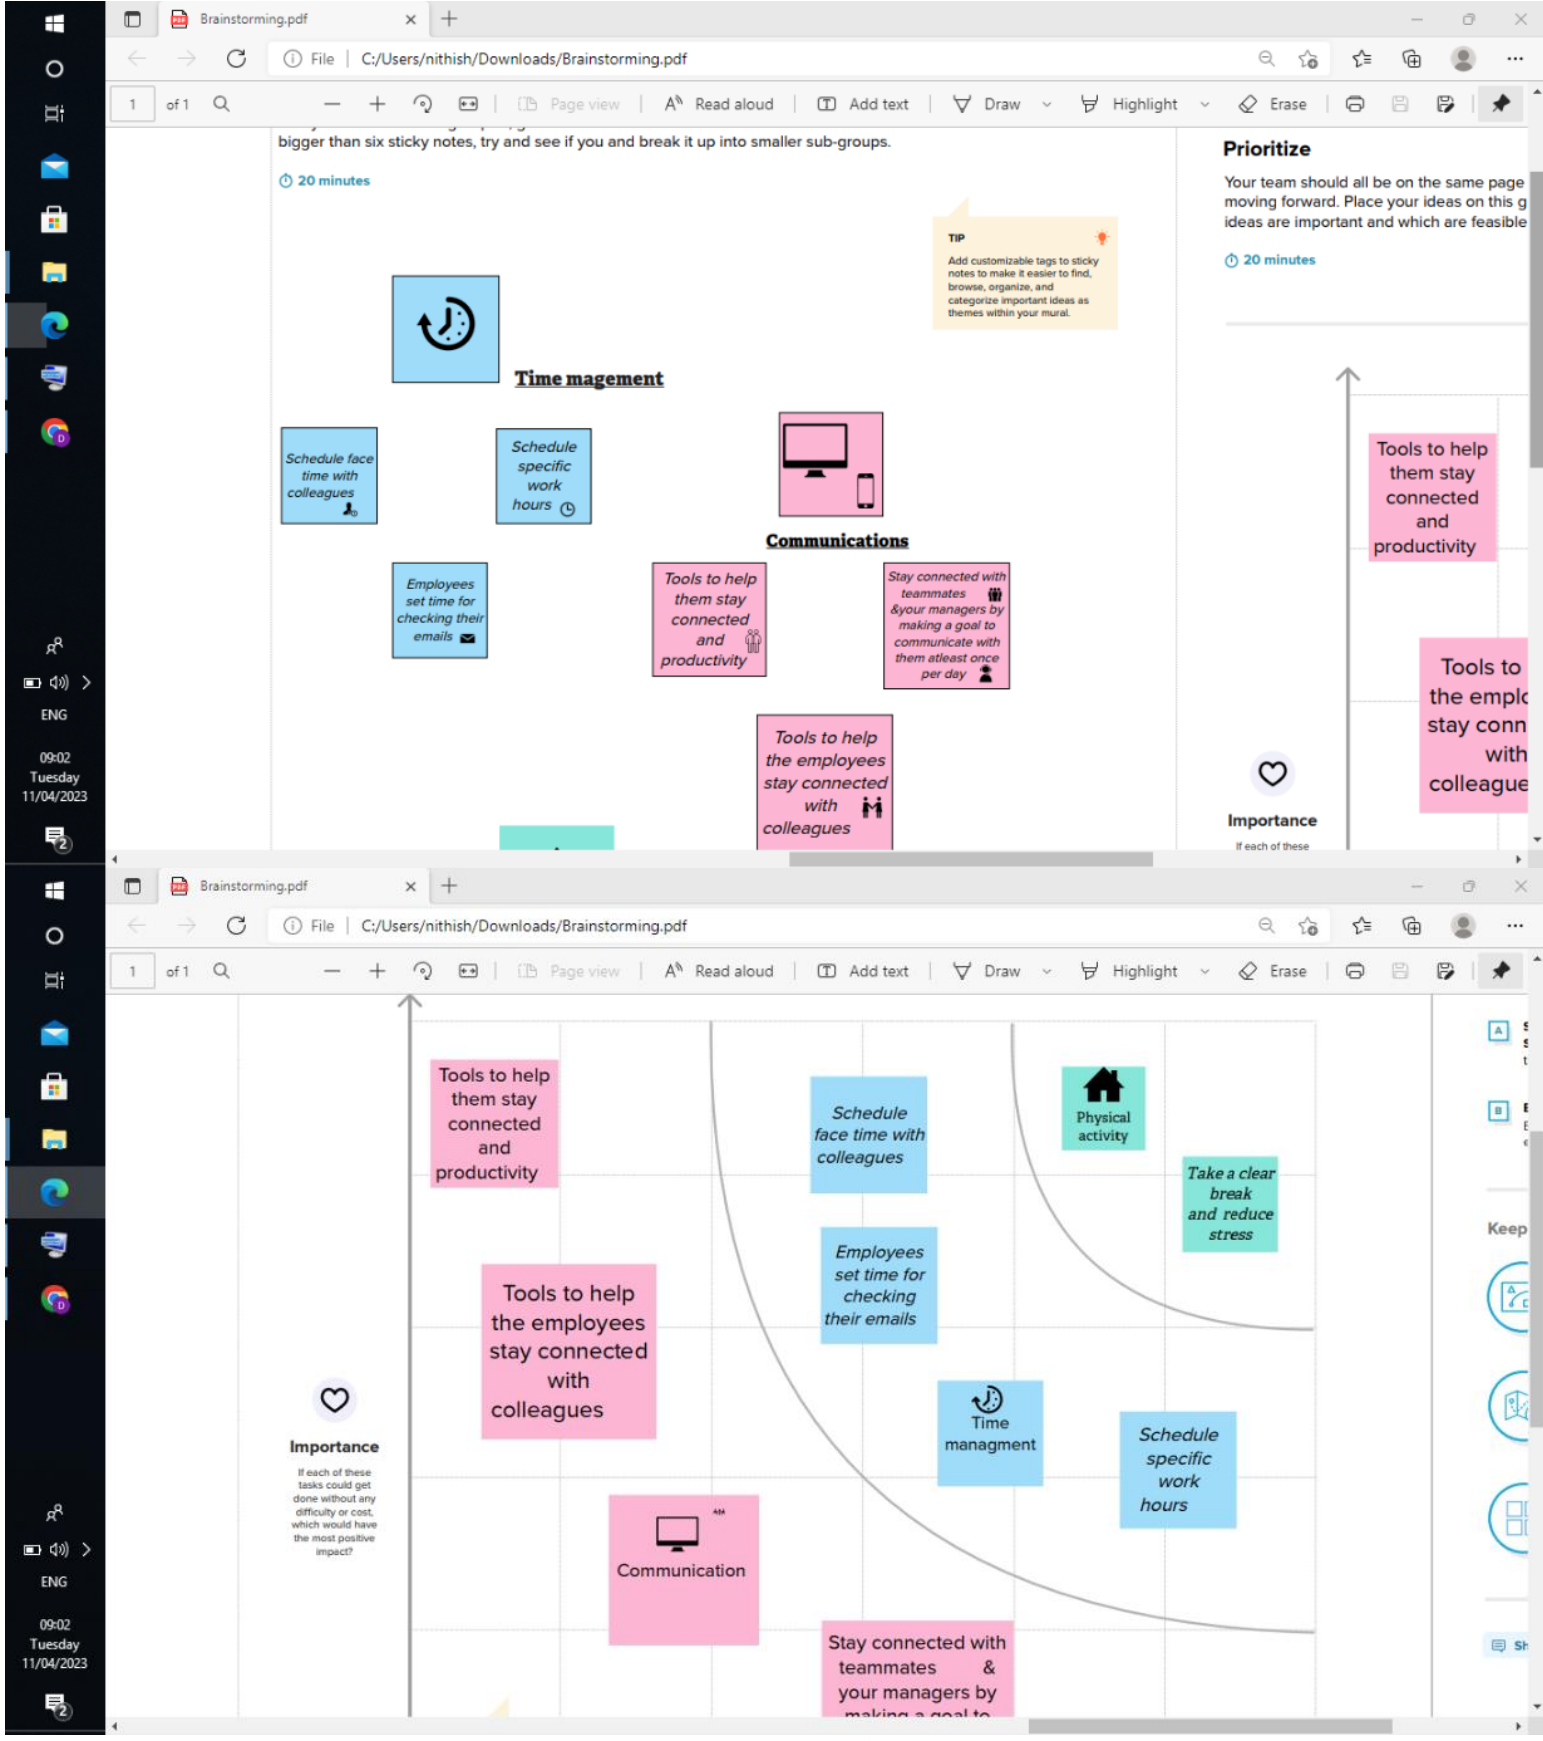 Brainstorming.pdf
File | C:/Users/nithish/Downloads/Brainstorming.pdf
1 of 1
Page view
Read aloud
Add text
Draw
Highlight
Erase
bigger than six sticky notes, try and see if you and break it up into smaller sub-groups.
20 minutes
TIP
Add customizable tags to sticky
notes to make it easier to find,
browse, organize, and
categorize important ideas as
themes within your mural.
Time magement
Schedule face
time with
colleagues
Schedule
specific
work
hours
Employees
set time for
checking their
emails
Communications
Tools to help
them stay
connected
and
productivity
Stay connected with
teammates
&your managers by
making a goal to
communicate with
them atleast once
per day
Tools to help
the employees
stay connected
with
colleagues
Prioritize
Your team should all be on the same page
moving forward. Place your ideas on this g
ideas are important and which are feasible
20 minutes
Tools to help
them stay
connected
and
productivity
Tools to
the emplo
stay conn
with
colleague
Importance
If each of these
ENG
09:02
Tuesday
11/04/2023
2
Brainstorming.pdf
File | C:/Users/nithish/Downloads/Brainstorming.pdf
1 of 1
Page view
Read aloud
Add text
Draw
Highlight
Erase
Tools to help
them stay
connected
and
productivity
Schedule
face time with
colleagues
Physical
activity
Take a clear
break
and reduce
stress
Employees
set time for
checking
their emails
Tools to help
the employees
stay connected
with
colleagues
Time
managment
Schedule
specific
work
hours
Importance
If each of these
tasks could get
done without any
difficulty or cost,
which would have
the most positive
impact?
Communication
Stay connected with
teammates &
your managers by
making a goal to
A
B
Keep
Sh
ENG
09:02
Tuesday
11/04/2023
2